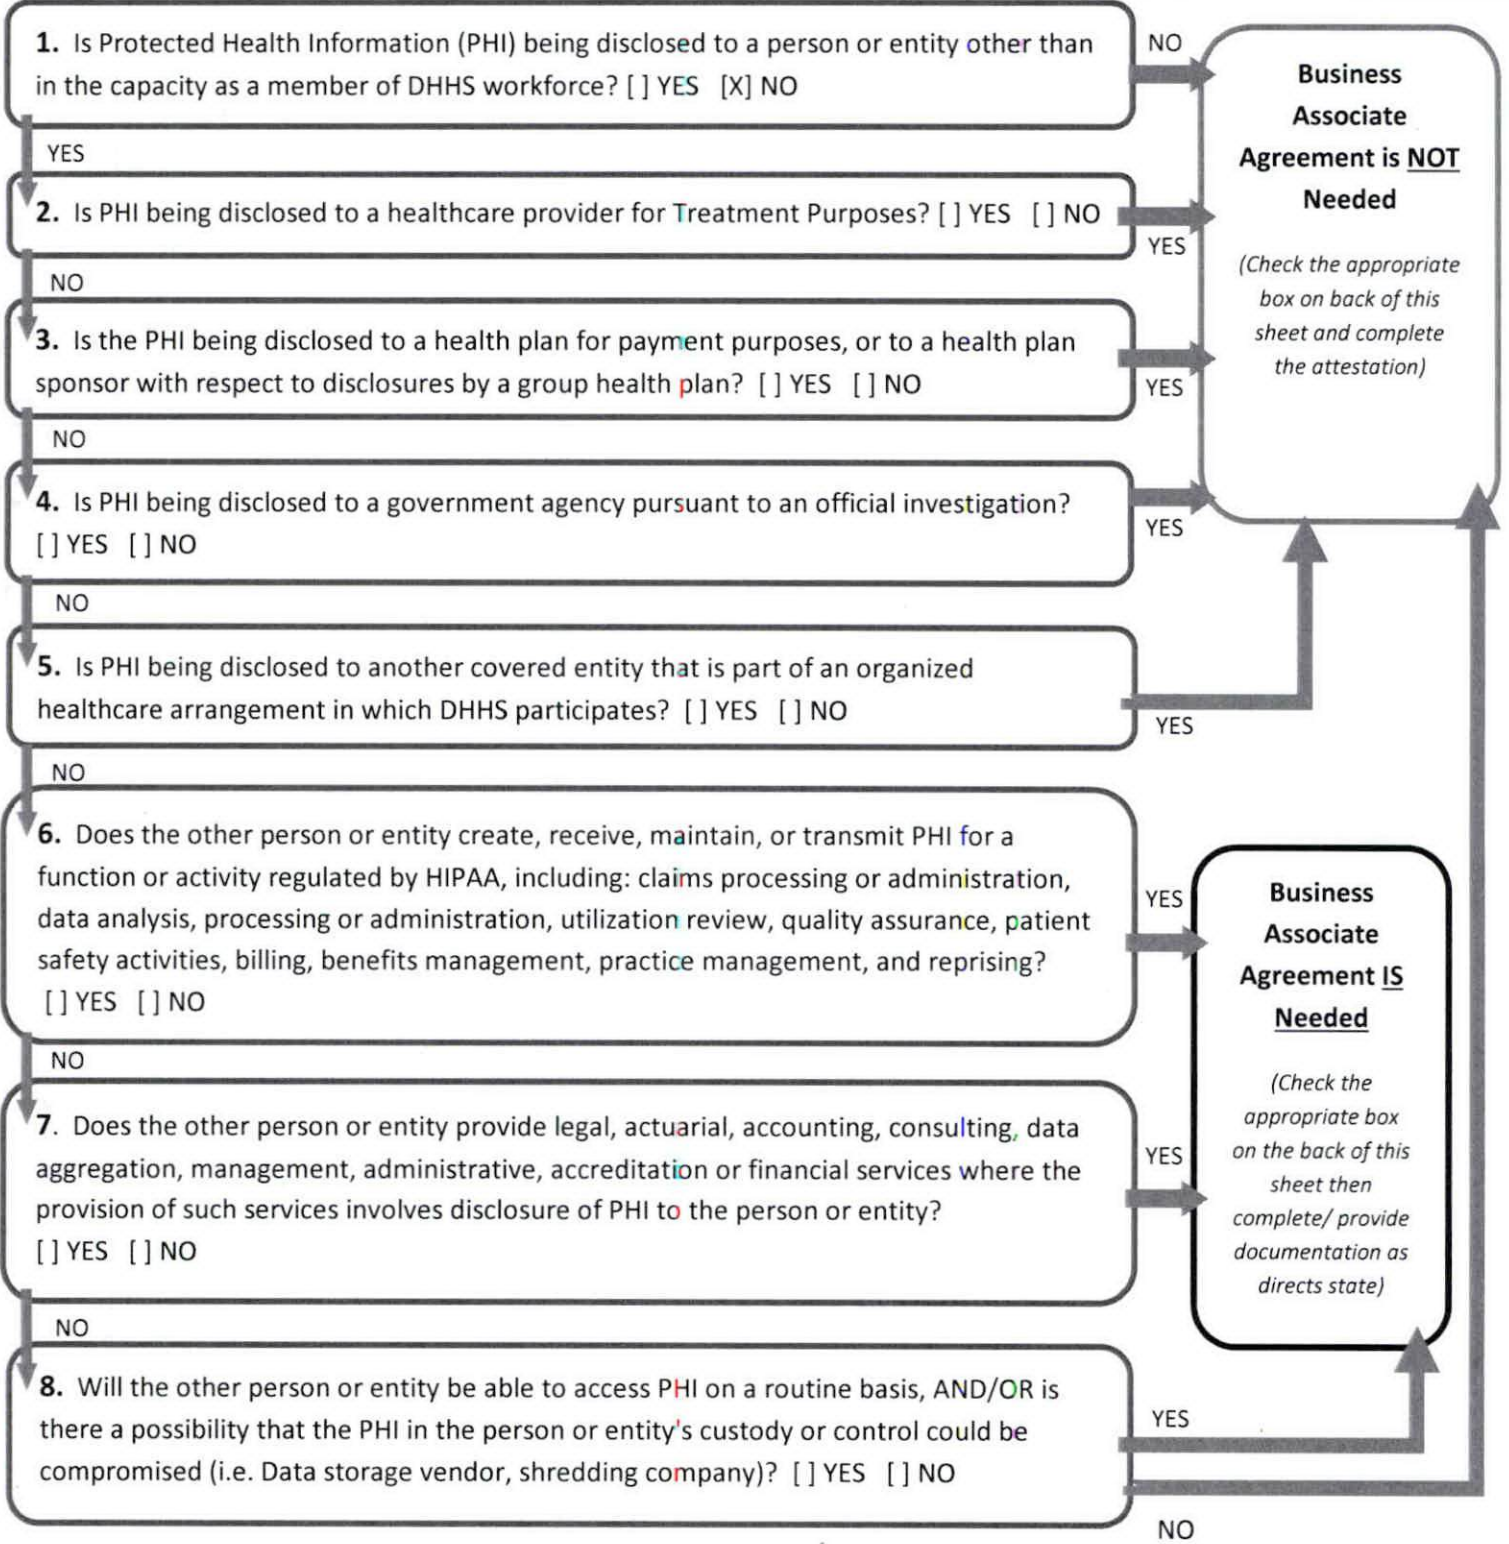 1. Is Protected Health Information (PHI) being disclosed to a person or entity other than
in the capacity as a member of DHHS workforce? [ ] YES [X] NO
NO
YES
2. Is PHI being disclosed to a healthcare provider for Treatment Purposes? [ ] YES [ ] NO
YES
NO
3. Is the PHI being disclosed to a health plan for payment purposes, or to a health plan
sponsor with respect to disclosures by a group health plan? [ ] YES [ ] NO
YES
NO
4. Is PHI being disclosed to a government agency pursuant to an official investigation?
[ ] YES [ ] NO
YES
NO
5. Is PHI being disclosed to another covered entity that is part of an organized
healthcare arrangement in which DHHS participates? [ ] YES [ ] NO
YES
NO
Business
Associate
Agreement is NOT
Needed
(Check the appropriate
box on back of this
sheet and complete
the attestation)
6. Does the other person or entity create, receive, maintain, or transmit PHI for a
function or activity regulated by HIPAA, including: claims processing or administration,
data analysis, processing or administration, utilization review, quality assurance, patient
safety activities, billing, benefits management, practice management, and reprising?
[ ] YES [ ] NO
YES
NO
7. Does the other person or entity provide legal, actuarial, accounting, consulting, data
aggregation, management, administrative, accreditation or financial services where the
provision of such services involves disclosure of PHI to the person or entity?
[ ] YES [ ] NO
YES
NO
8. Will the other person or entity be able to access PHI on a routine basis, AND/OR is
there a possibility that the PHI in the person or entity's custody or control could be
compromised (i.e. Data storage vendor, shredding company)? [ ] YES [ ] NO
YES
NO
Business
Associate
Agreement IS
Needed
(Check the
appropriate box
on the back of this
sheet then
complete/ provide
documentation as
directs state)